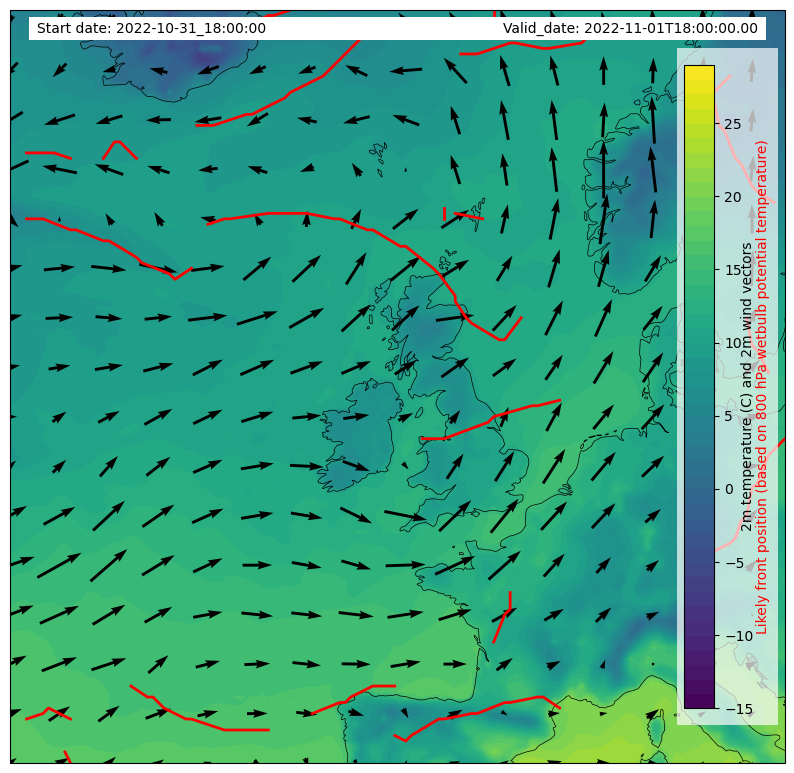 Start date: 2022-10-31_18:00:00
Valid_date: 2022-11-01T18:00:00.00
25
20
15
10
5
0
−5
−10
−15
2m temperature (C) and 2m wind vectors
Likely front position (based on 800 hPa wetbulb potential temperature)